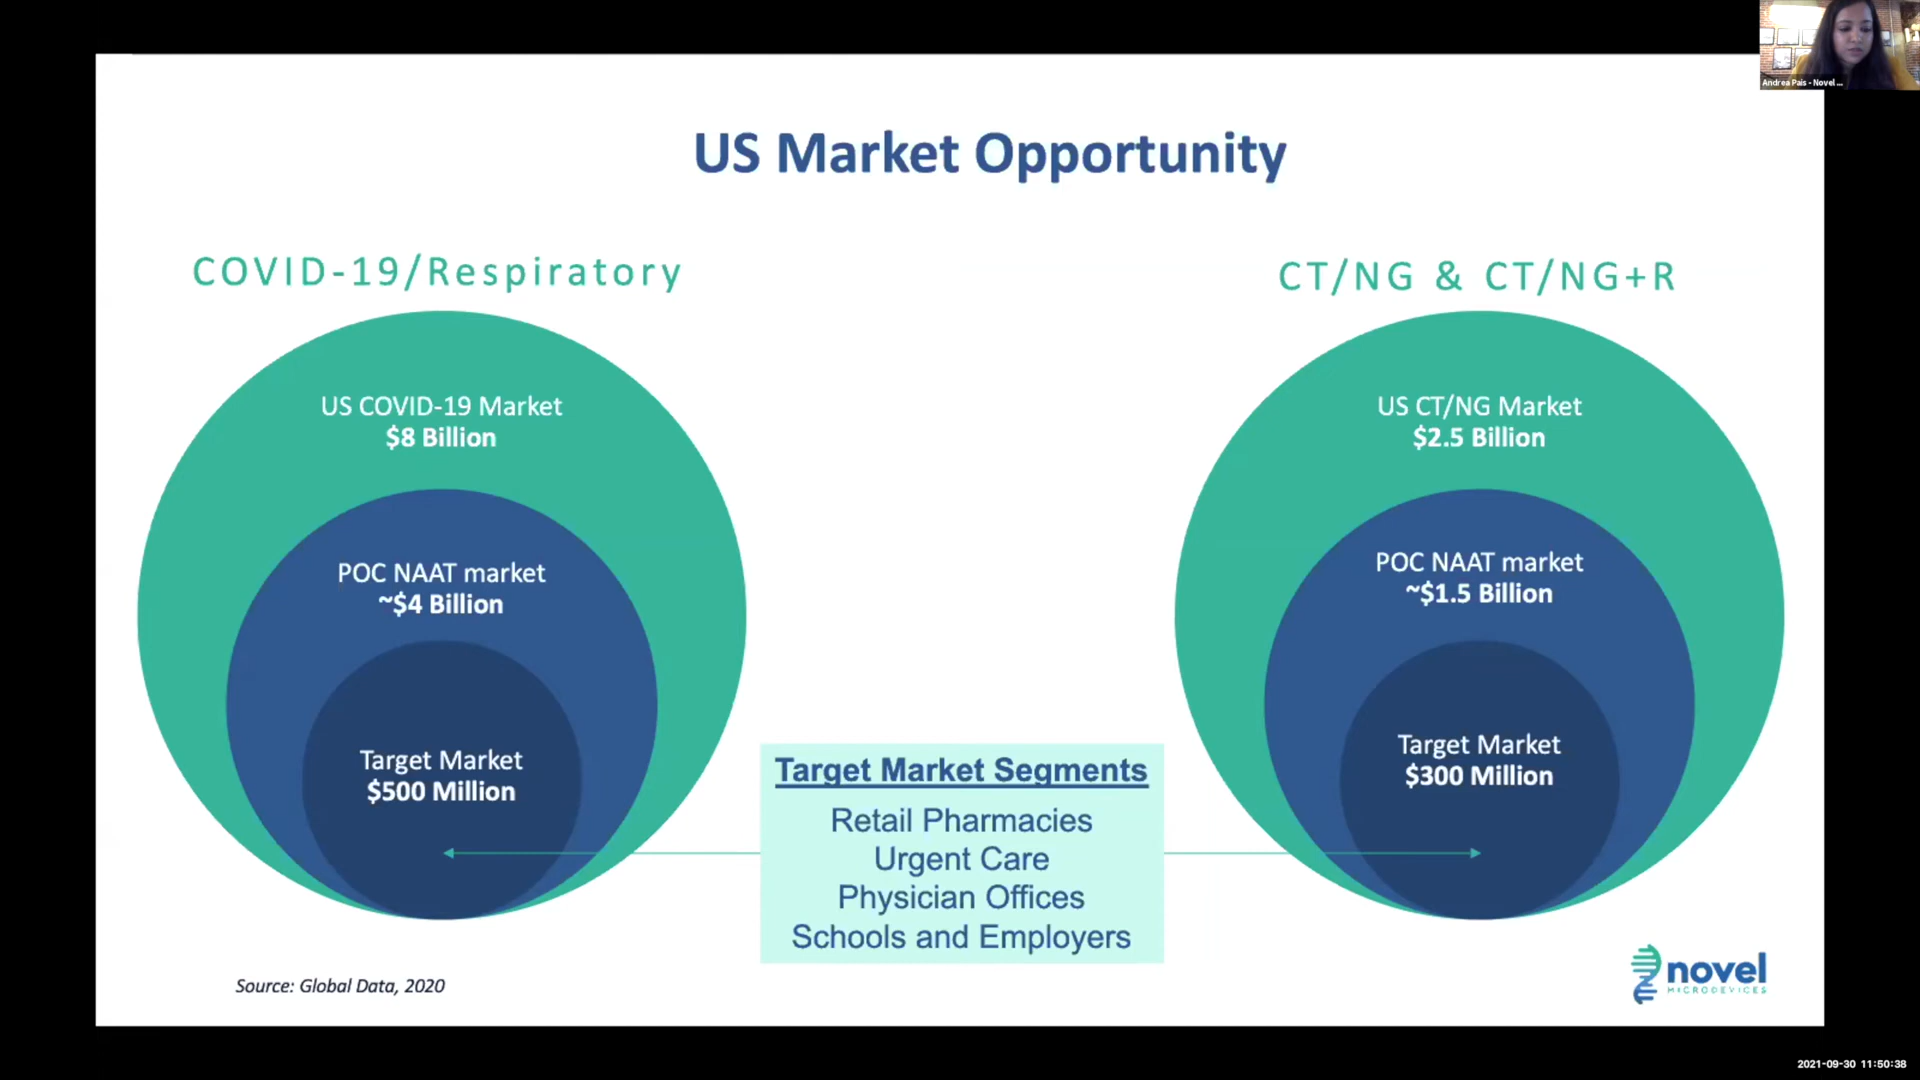 Andrea Pais - Novel ...
US Market Opportunity
COVID-19/Respiratory
US COVID-19 Market
$8 Billion
POC NAAT market
~$4 Billion
Target Market
$500 Million
CT/NG & CT/NG+R
US CT/NG Market
$2.5 Billion
POC NAAT market
~$1.5 Billion
Target Market
$300 Million
Target Market Segments
Retail Pharmacies
Urgent Care
Physician Offices
Schools and Employers
Source: Global Data, 2020
novel
MICRODEVICES
2021-09-30 11:50:38